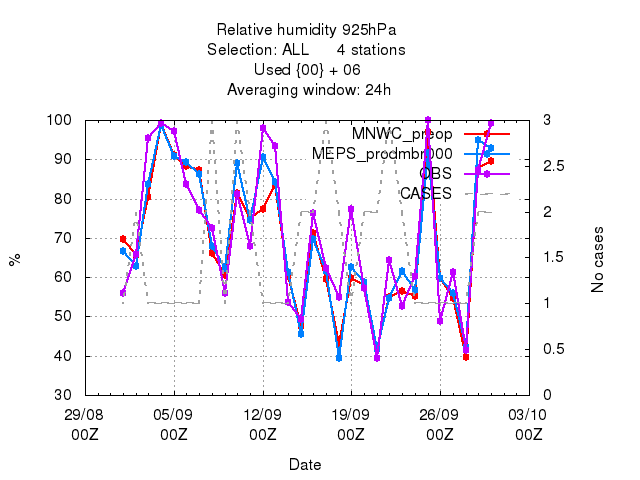 Relative humidity 925hPa
Selection: ALL 4 stations
Used {00} + 06
Averaging window: 24h
100
90
80
70
60
50
40
30
%
3
2.5
2
1.5
1
0.5
0
No cases
MNWC_preop
MEPS_prodmbr000
OBS
CASES
29/08 05/09 12/09 19/09 26/09 03/10
00Z 00Z 00Z 00Z 00Z 00Z
Date